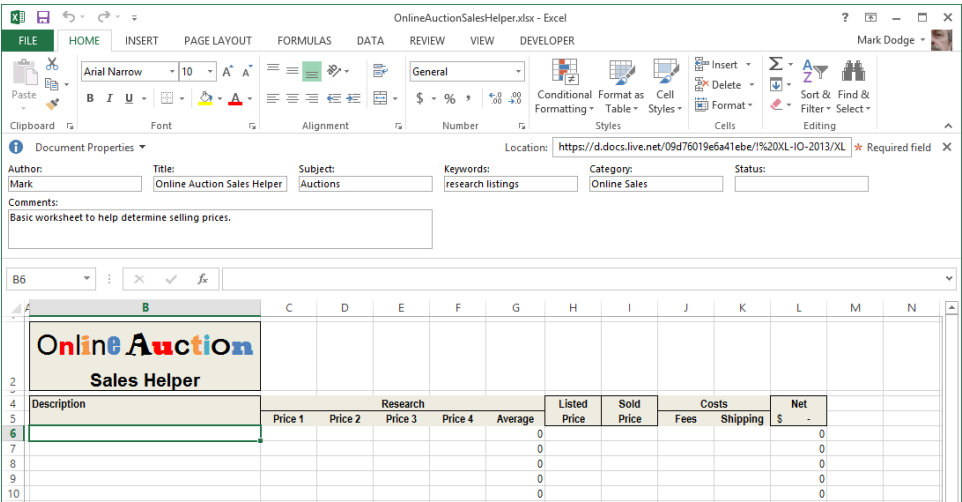 OnlineAuctionSalesHelper.xlsx - Excel
FILE HOME INSERT PAGE LAYOUT FORMULAS DATA REVIEW VIEW DEVELOPER Mark Dodge
Paste
Arial Narrow 10 A A
B I U A
General
$ % , .00 .0
Conditional Formatting
Format as Table
Cell Styles
Insert
Delete
Format
Sort & Filter
Find & Select
Clipboard Font Alignment Number Styles Cells Editing
Document Properties Location: https://d.docs.live.net/09d76019e6a41ebe/!%20XL-IO-2013/XL * Required field
Author: Title: Subject: Keywords: Category: Status:
Mark Online Auction Sales Helper Auctions research listings Online Sales
Comments:
Basic worksheet to help determine selling prices.
B6 fx
A B C D E F G H I J K L M N
Online Auction
2 Sales Helper
4 Description Research Listed Sold Costs Net
5 Price 1 Price 2 Price 3 Price 4 Average Price Price Fees Shipping $ -
6 0 0
7 0 0
8 0 0
9 0 0
10 0 0